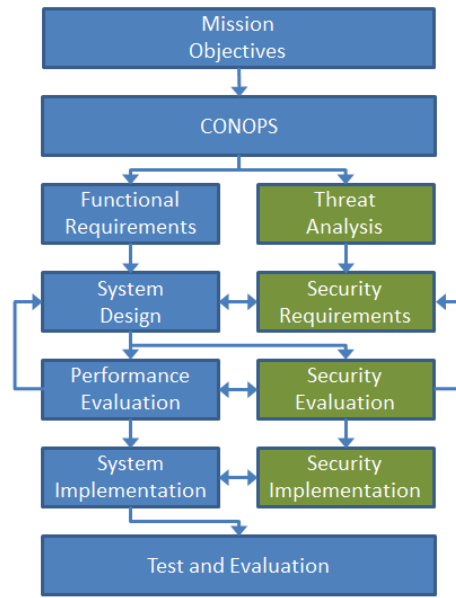 Mission
Objectives
CONOPS
Functional
Requirements
Threat
Analysis
System
Design
Security
Requirements
Performance
Evaluation
Security
Evaluation
System
Implementation
Security
Implementation
Test and Evaluation